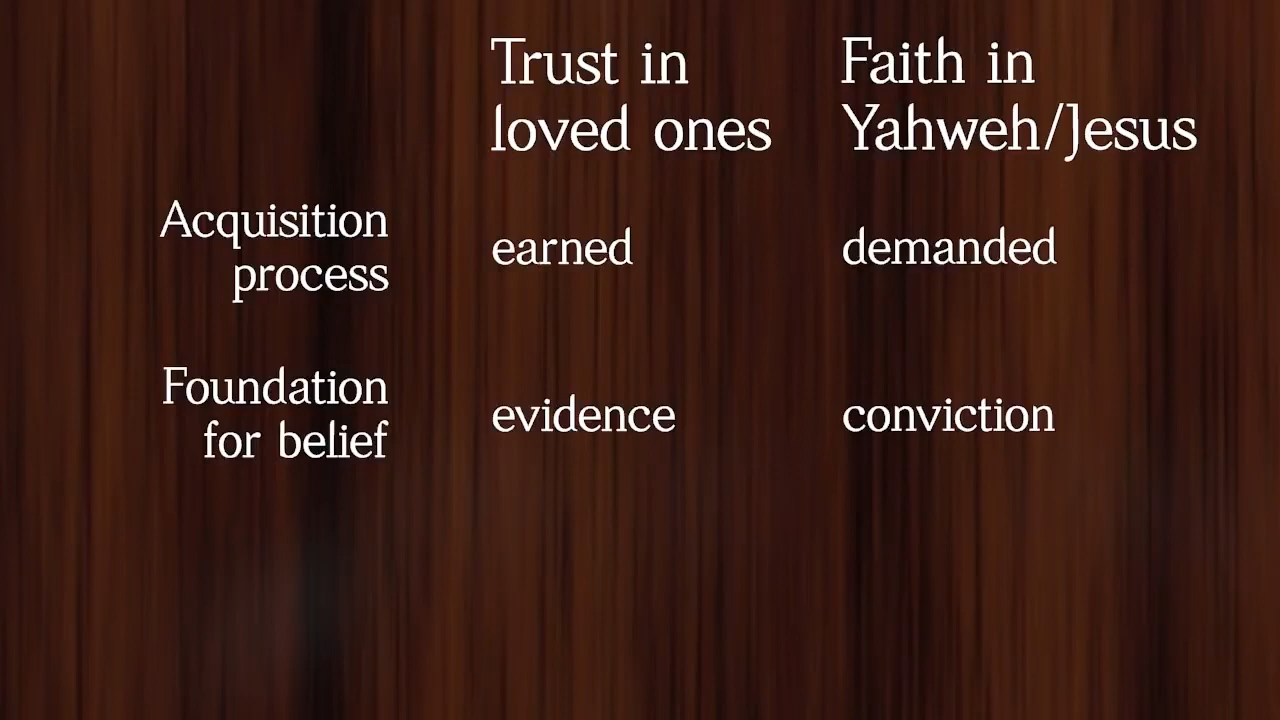 Trust in
loved ones
Faith in
Yahweh/Jesus
Acquisition
process
earned
demanded
Foundation
for belief
evidence
conviction